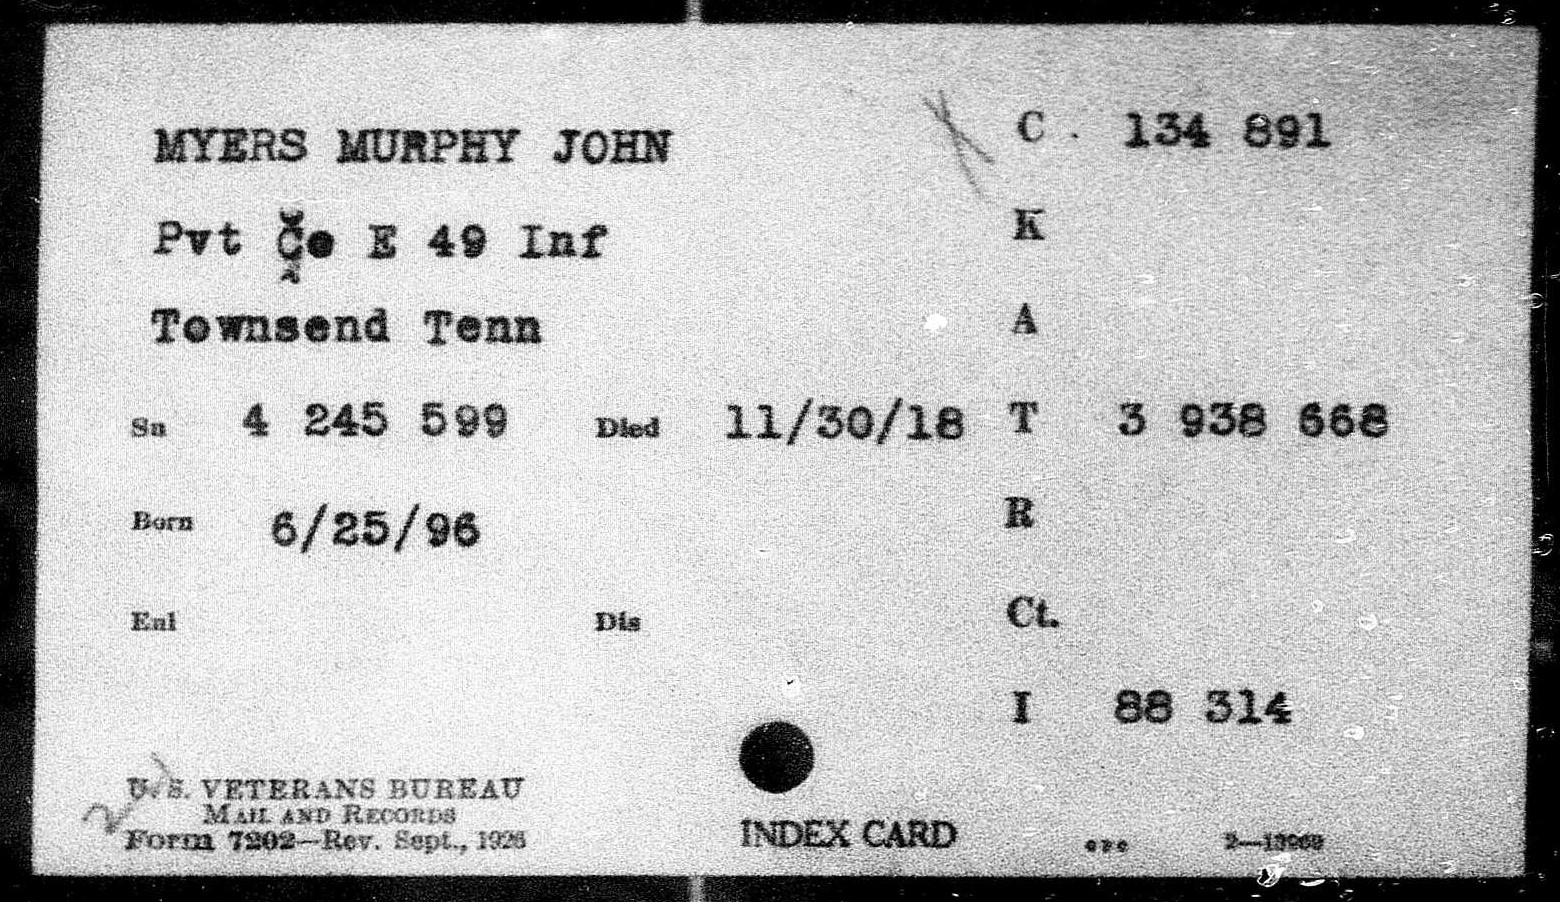 MYERS MURPHY JOHN
C. 134 891
Pvt Co E 49 Inf
K
Townsend Tenn
A
Sn 4 245 599 Died 11/30/18
T 3 938 668
Born 6/25/96
R
Enl Dis
Ct.
I 88 314
U. S. VETERANS BUREAU
MAIL AND RECORDS
Form 7202—Rev. Sept., 1926
INDEX CARD